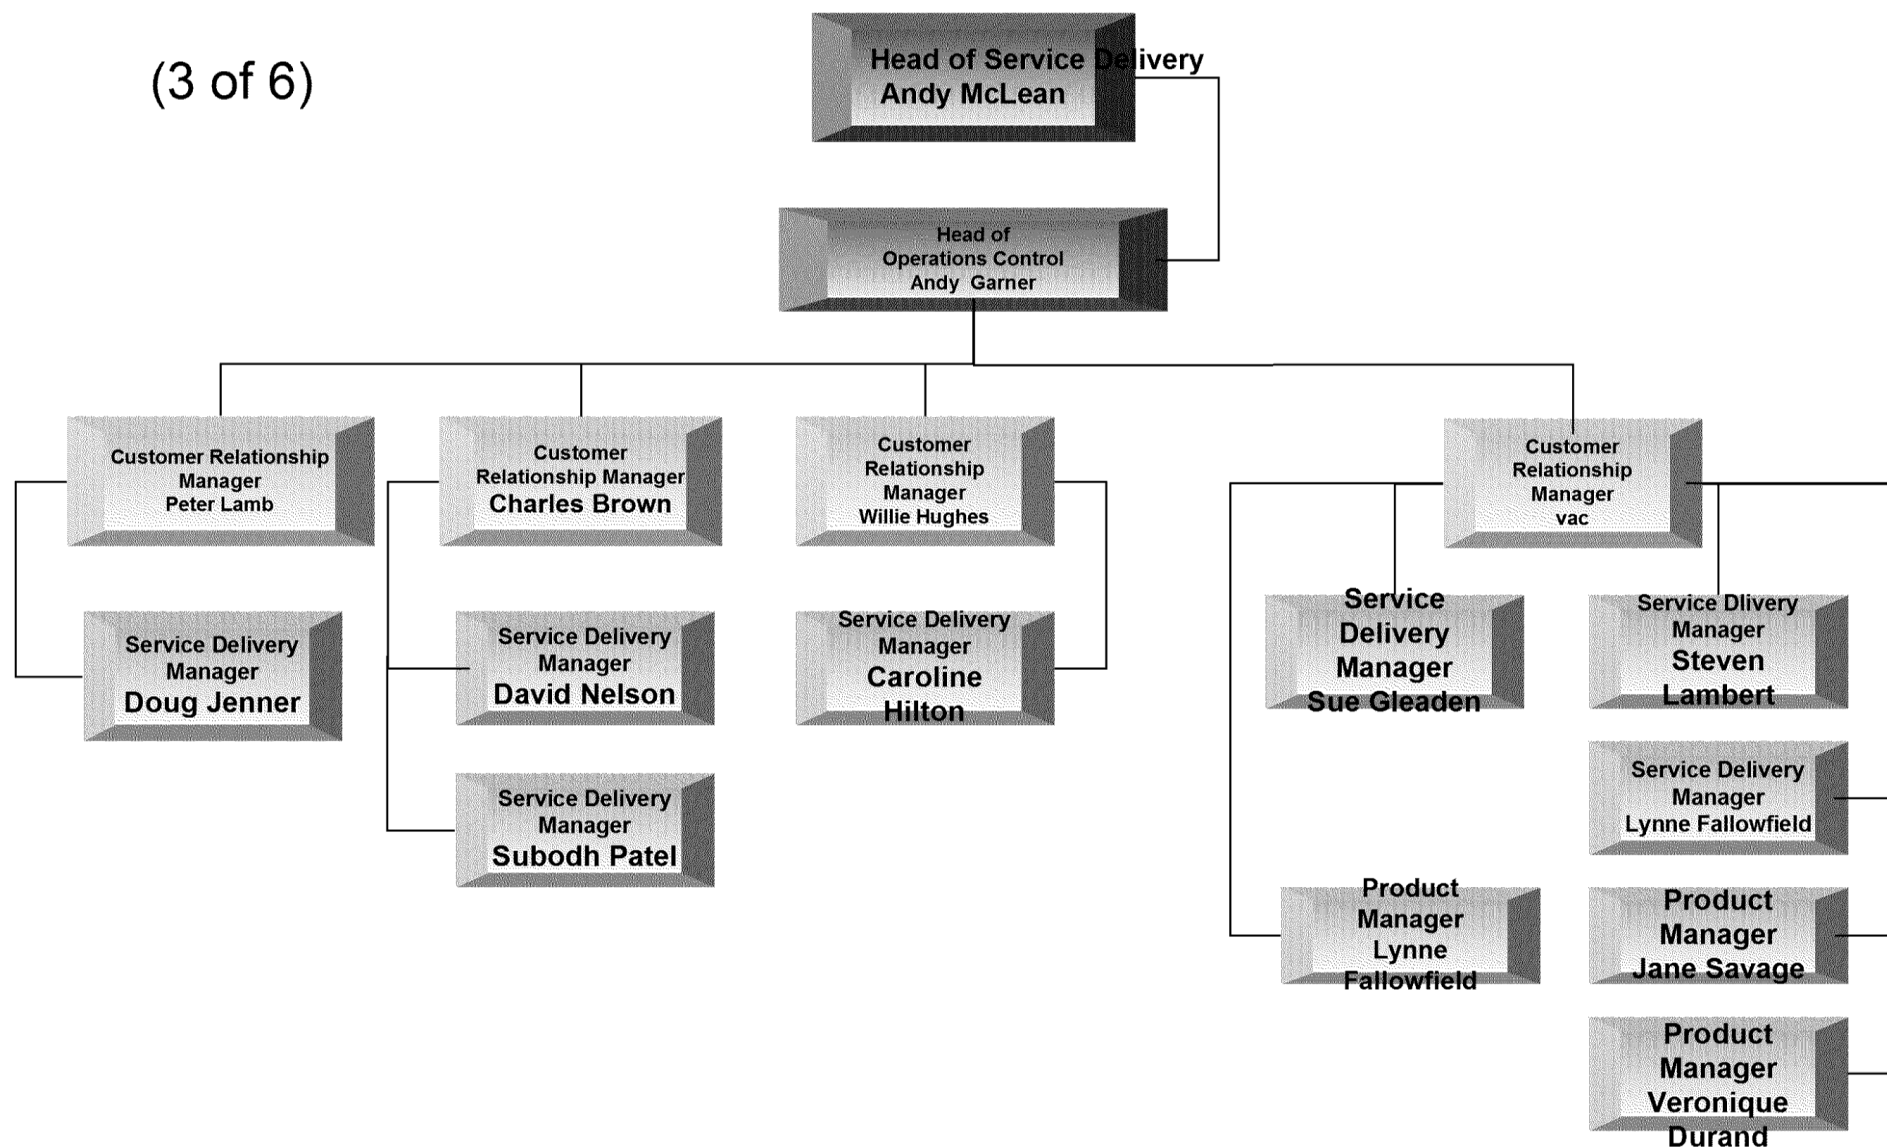 (3 of 6)
Head of Service Delivery
Andy McLean
Head of
Operations Control
Andy Garner
Customer Relationship
Manager
Peter Lamb
Customer
Relationship Manager
Charles Brown
Customer
Relationship
Manager
Willie Hughes
Customer
Relationship
Manager
vac
Service Delivery
Manager
Doug Jenner
Service Delivery
Manager
David Nelson
Service Delivery
Manager
Caroline
Hilton
Service
Delivery
Manager
Sue Gleaden
Service Dlivery
Manager
Steven
Lambert
Service Delivery
Manager
Subodh Patel
Service Delivery
Manager
Lynne Fallowfield
Product
Manager
Lynne
Fallowfield
Product
Manager
Jane Savage
Product
Manager
Veronique
Durand